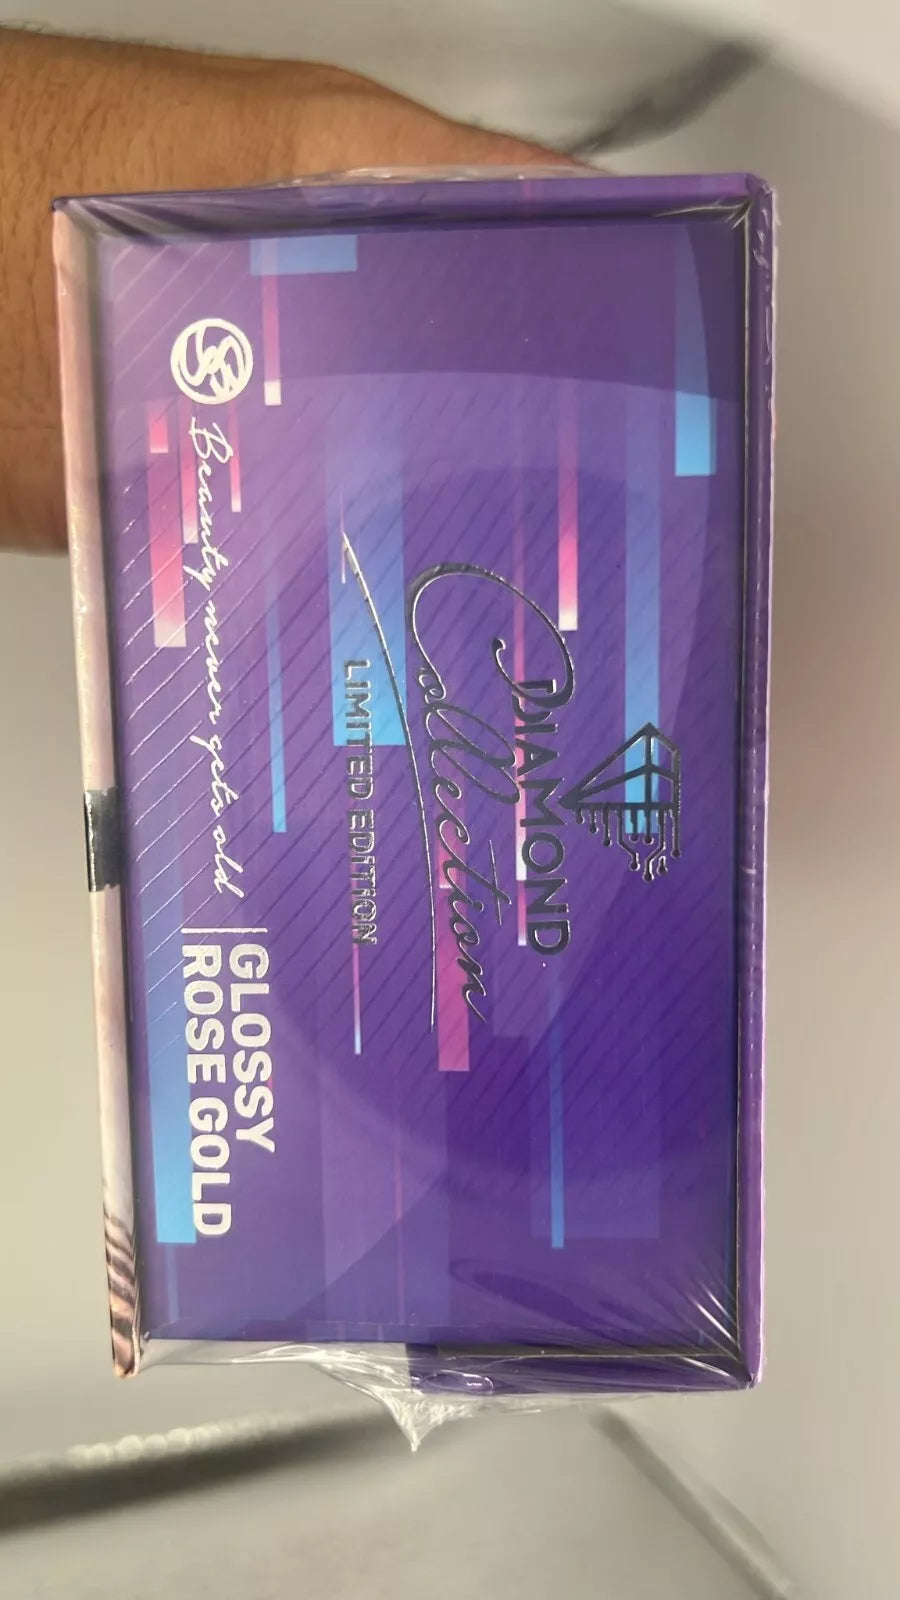 DIAMOND
Collection
LIMITED EDITION
Beauty never gets old
GLOSSY
ROSE GOLD